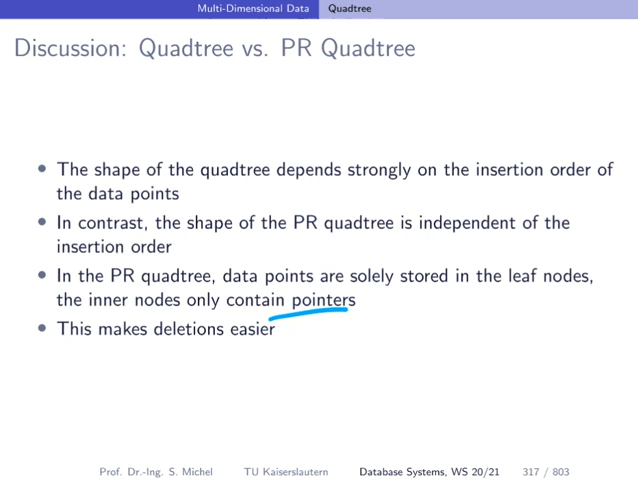 Multi-Dimensional Data Quadtree
Discussion: Quadtree vs. PR Quadtree
• The shape of the quadtree depends strongly on the insertion order of
the data points
• In contrast, the shape of the PR quadtree is independent of the
insertion order
• In the PR quadtree, data points are solely stored in the leaf nodes,
the inner nodes only contain pointers
• This makes deletions easier
Prof. Dr.-Ing. S. Michel TU Kaiserslautern Database Systems, WS 20/21 317 / 803